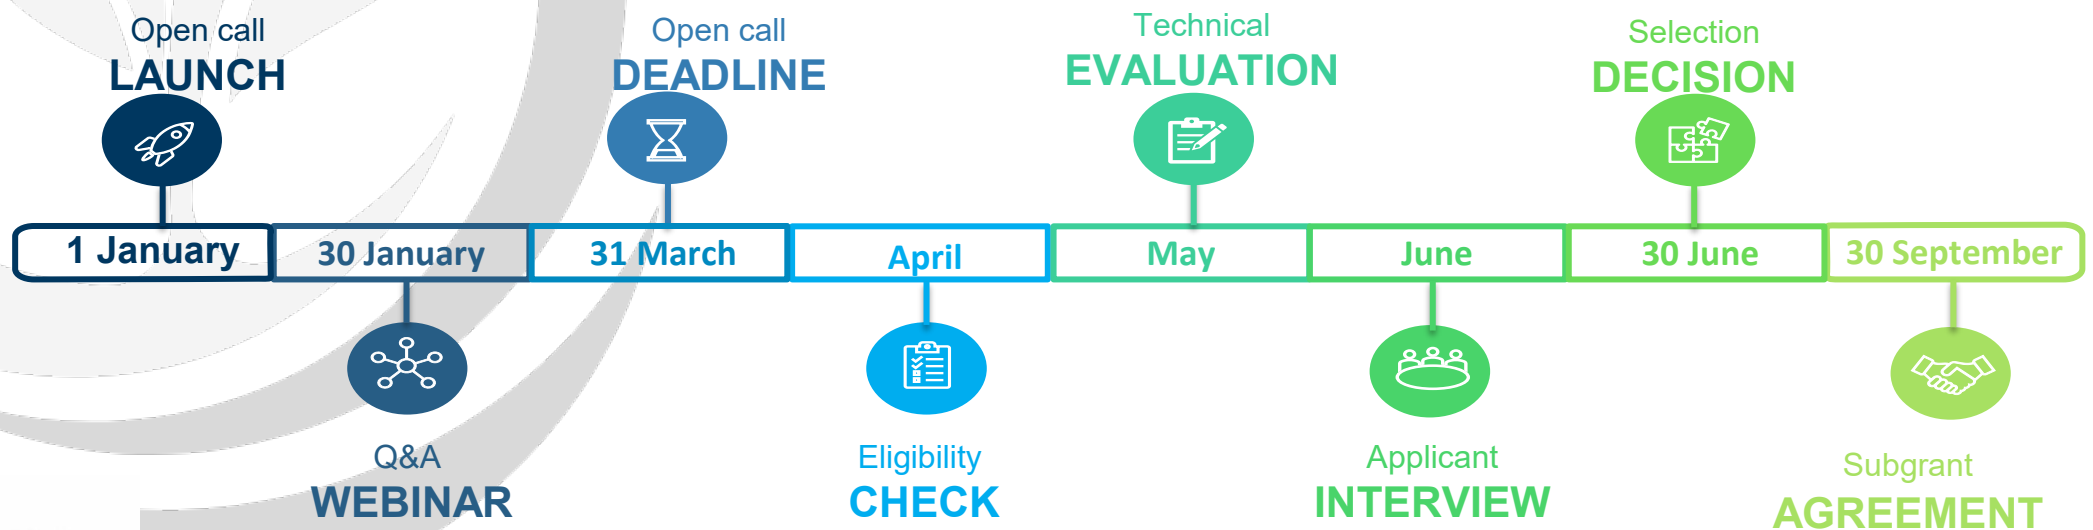 Open call
LAUNCH
Open call
DEADLINE
Technical
EVALUATION
Selection
DECISION
1 January
30 January
31 March
April
May
June
30 June
30 September
Q&A
WEBINAR
Eligibility
CHECK
Applicant
INTERVIEW
Subgrant
AGREEMENT